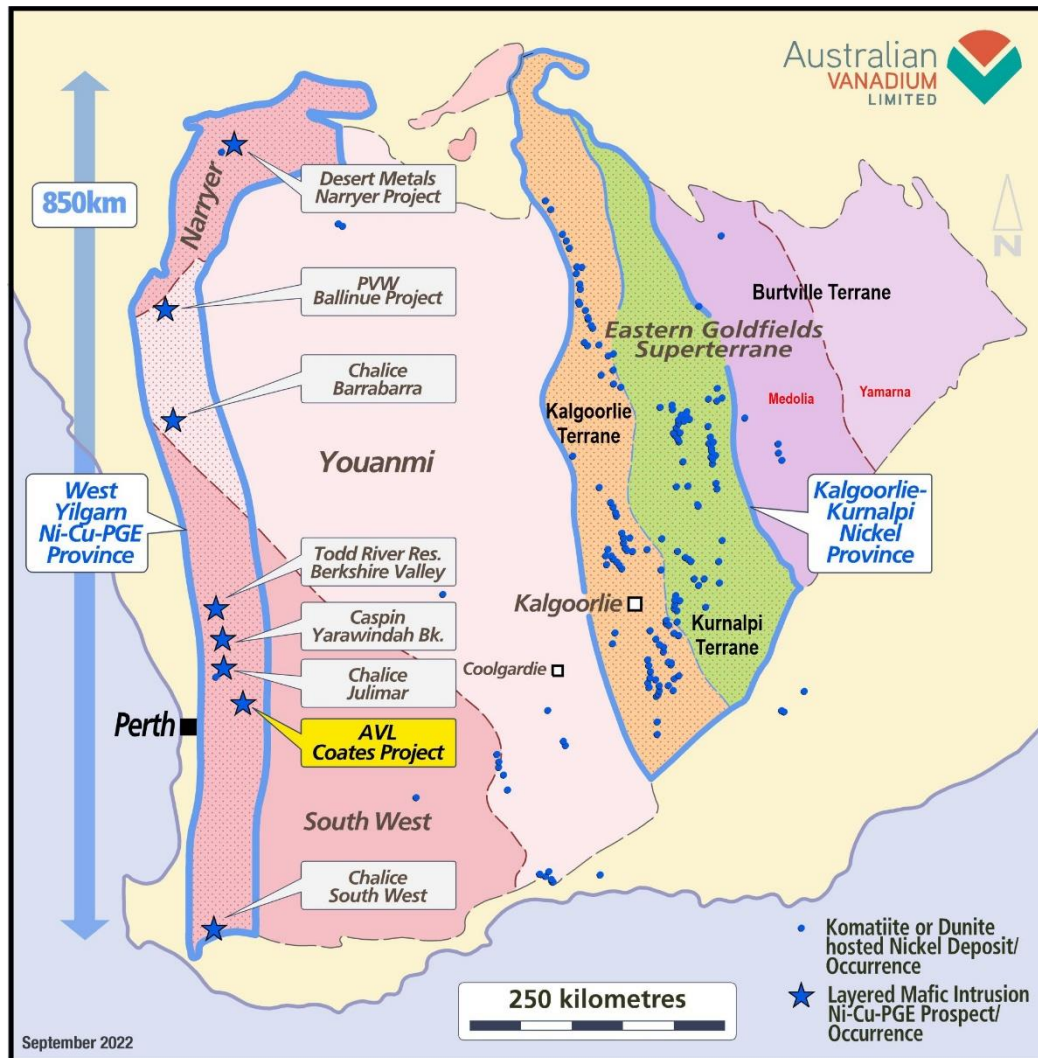 Australian
VANADIUM
LIMITED
850km
Narryer
Desert Metals
Narryer Project
N
PVW
Ballinue Project
Burtville Terrane
Eastern Goldfields
Superterrane
Chalice
Barrabarra
Medolia
Yamarna
Kalgoorlie
Terrane
Youanmi
West
Yilgarn
Ni-Cu-PGE
Province
Kalgoorlie-
Kurnalpi
Nickel
Province
Todd River Res.
Berkshire Valley
Caspin
Yarawindah Bk.
Kalgoorlie
Kurnalpi
Terrane
Chalice
Julimar
Coolgardie
Perth
AVL
Coates Project
South West
Chalice
South West
Komatiite or Dunite
hosted Nickel Deposit/
Occurrence
250 kilometres
Layered Mafic Intrusion
Ni-Cu-PGE Prospect/
Occurrence
September 2022